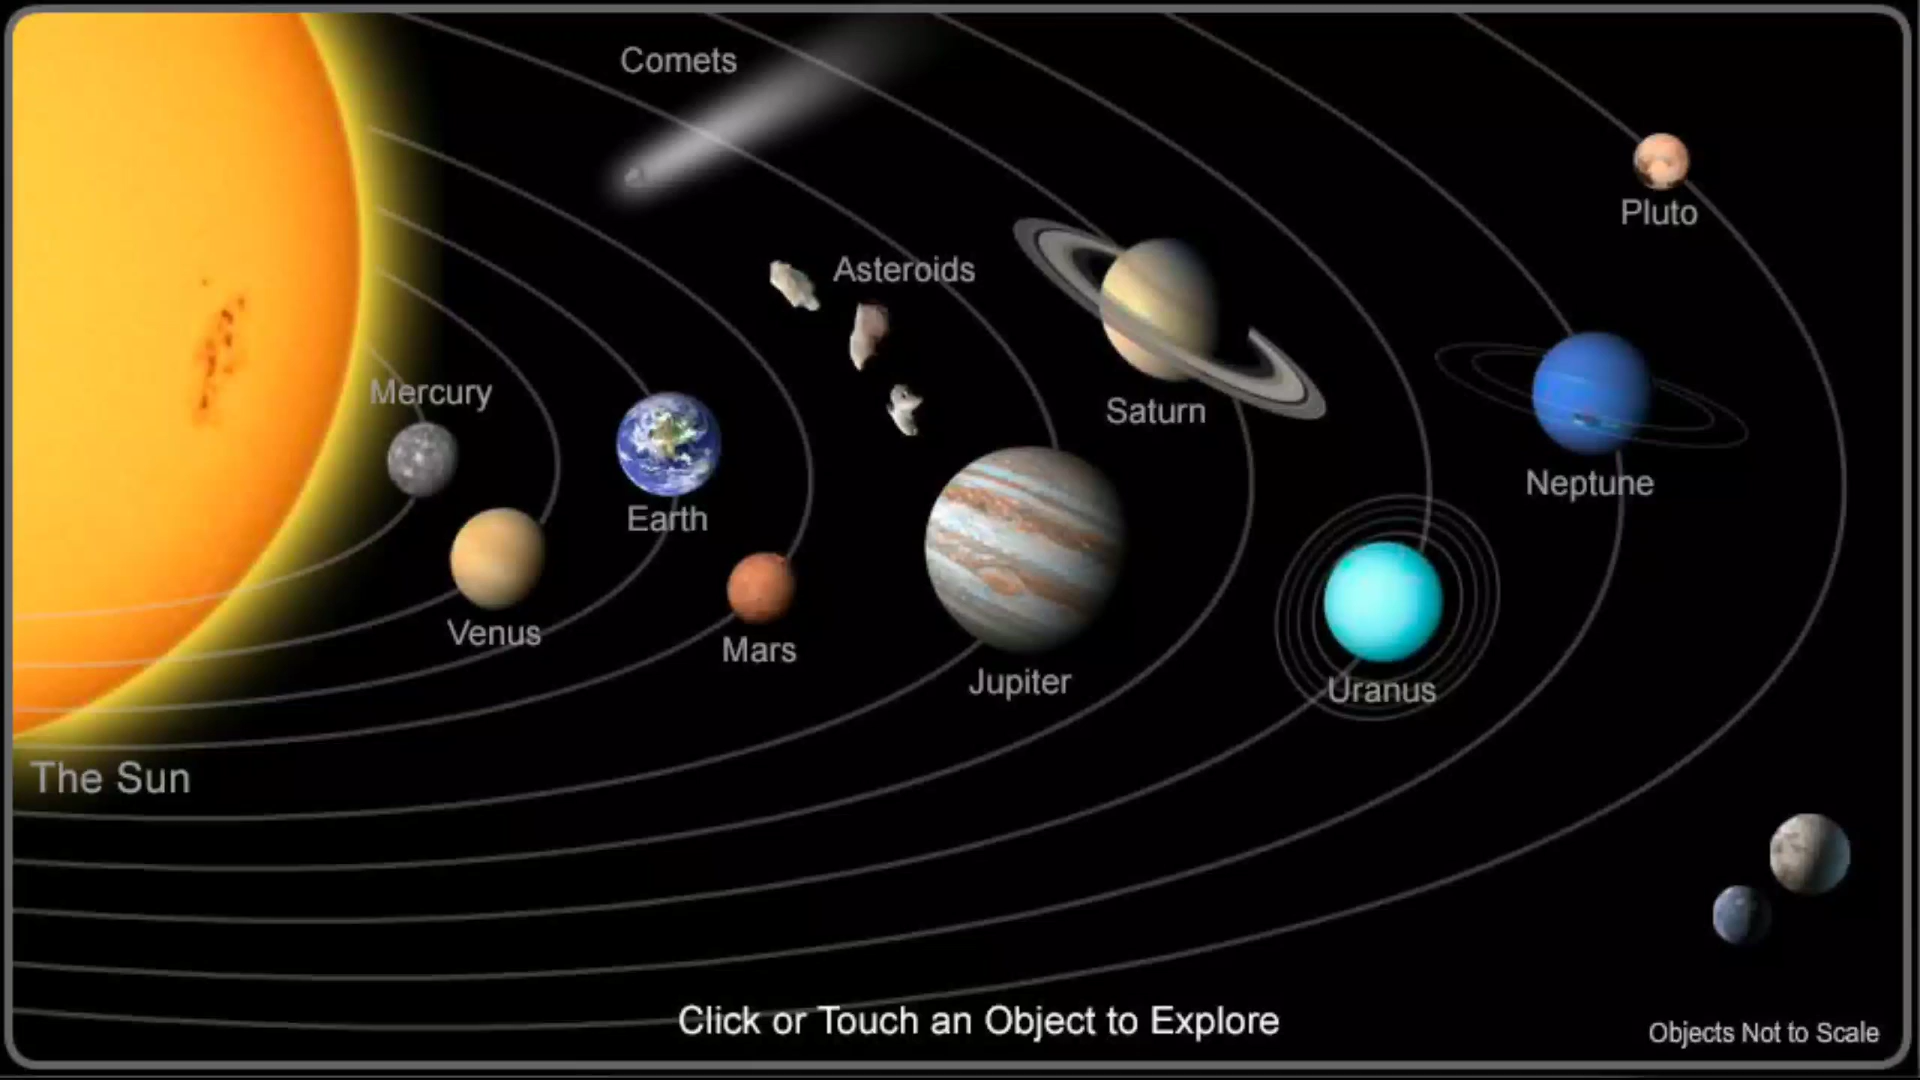 Comets
Pluto
Asteroids
Mercury
Saturn
Neptune
Earth
Venus
Mars
Jupiter
Uranus
The Sun
Click or Touch an Object to Explore
Objects Not to Scale